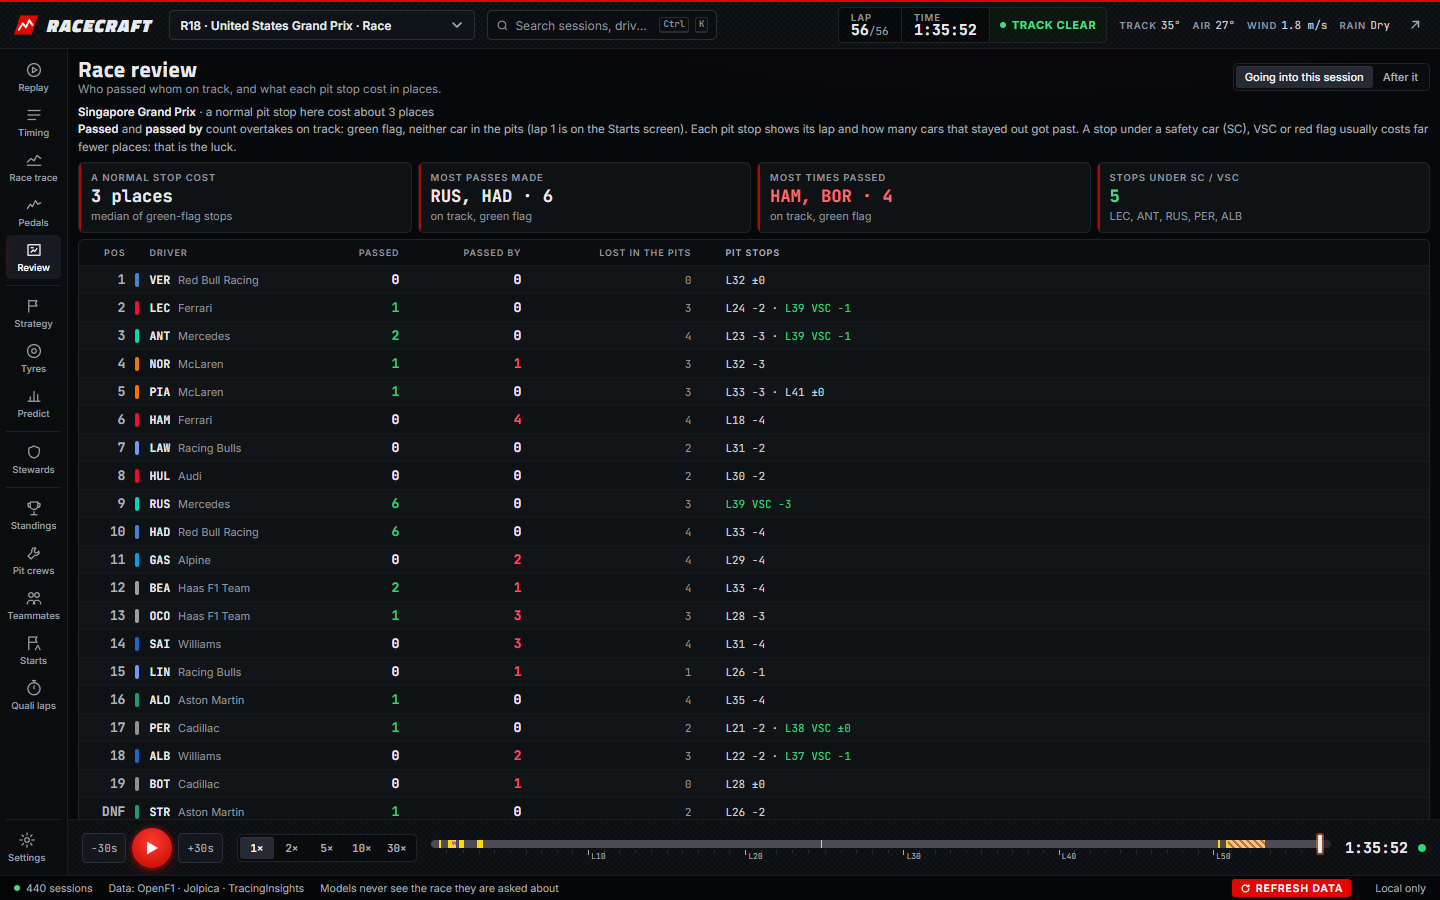 RACECRAFT
R18 · United States Grand Prix · Race
Search sessions, driv... Ctrl K
LAP 56/56
TIME 1:35:52
TRACK CLEAR
TRACK 35° AIR 27° WIND 1.8 m/s RAIN Dry
Replay
Timing
Race trace
Pedals
Review
Strategy
Tyres
Predict
Stewards
Standings
Pit crews
Teammates
Starts
Quali laps
Settings
Race review
Who passed whom on track, and what each pit stop cost in places.
Going into this session After it
Singapore Grand Prix · a normal pit stop here cost about 3 places
Passed and passed by count overtakes on track: green flag, neither car in the pits (lap 1 is on the Starts screen). Each pit stop shows its lap and how many cars that stayed out got past. A stop under a safety car (SC), VSC or red flag usually costs far
fewer places: that is the luck.
A NORMAL STOP COST
3 places
median of green-flag stops
MOST PASSES MADE
RUS, HAD · 6
on track, green flag
MOST TIMES PASSED
HAM, BOR · 4
on track, green flag
STOPS UNDER SC / VSC
5
LEC, ANT, RUS, PER, ALB
POS DRIVER PASSED PASSED BY LOST IN THE PITS PIT STOPS
1 VER Red Bull Racing 0 0 0 L32 ±0
2 LEC Ferrari 1 0 3 L24 -2 · L39 VSC -1
3 ANT Mercedes 2 0 4 L23 -3 · L39 VSC -1
4 NOR McLaren 1 1 3 L32 -3
5 PIA McLaren 1 0 3 L33 -3 · L41 ±0
6 HAM Ferrari 0 4 4 L18 -4
7 LAW Racing Bulls 0 0 2 L31 -2
8 HUL Audi 0 0 2 L30 -2
9 RUS Mercedes 6 0 3 L39 VSC -3
10 HAD Red Bull Racing 6 0 4 L33 -4
11 GAS Alpine 0 2 4 L29 -4
12 BEA Haas F1 Team 2 1 4 L33 -4
13 OCO Haas F1 Team 1 3 3 L28 -3
14 SAI Williams 0 3 4 L31 -4
15 LIN Racing Bulls 0 1 1 L26 -1
16 ALO Aston Martin 1 0 4 L35 -4
17 PER Cadillac 1 0 2 L21 -2 · L38 VSC ±0
18 ALB Williams 0 2 3 L22 -2 · L37 VSC -1
19 BOT Cadillac 0 1 0 L28 ±0
DNF STR Aston Martin 1 0 2 L26 -2
-30s +30s 1× 2× 5× 10× 30×
L10 L20 L30 L40 L50
1:35:52
440 sessions Data: OpenF1 · Jolpica · TracingInsights Models never see the race they are asked about
REFRESH DATA
Local only